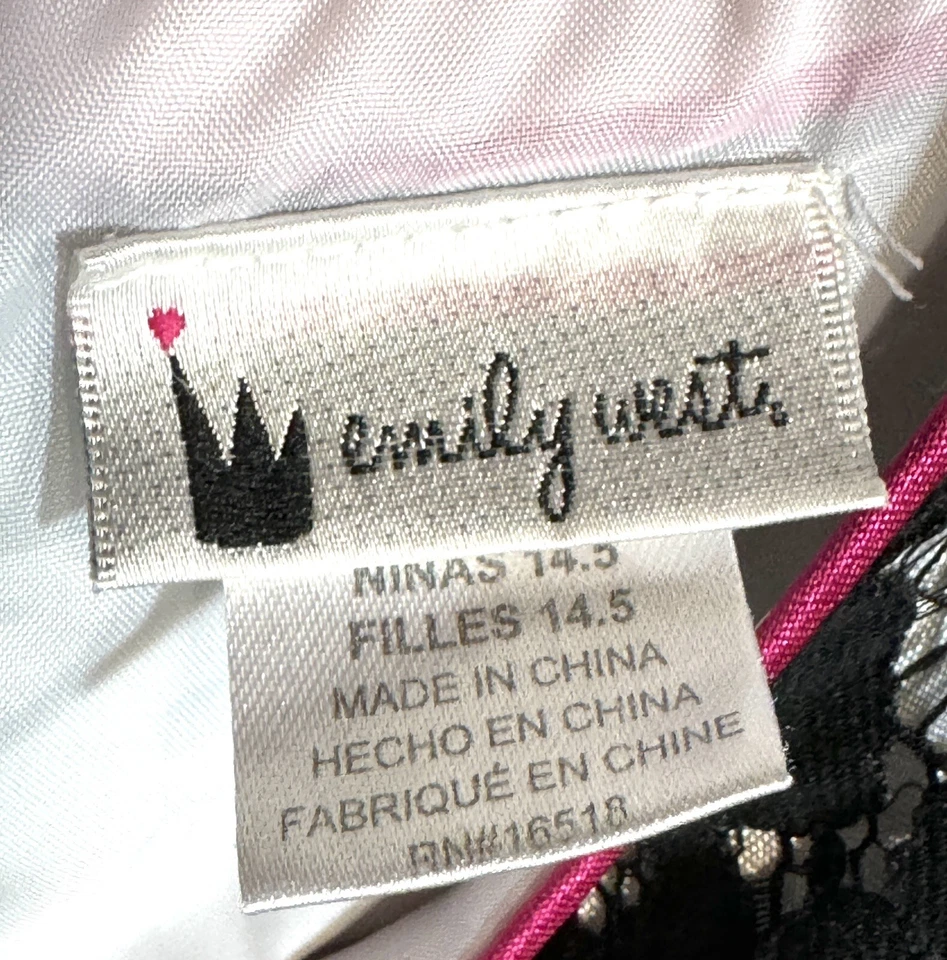 emily west.
NINAS 14.5
FILLES 14.5
MADE IN CHINA
HECHO EN CHINA
FABRIQUÉ EN CHINE
RN#16518